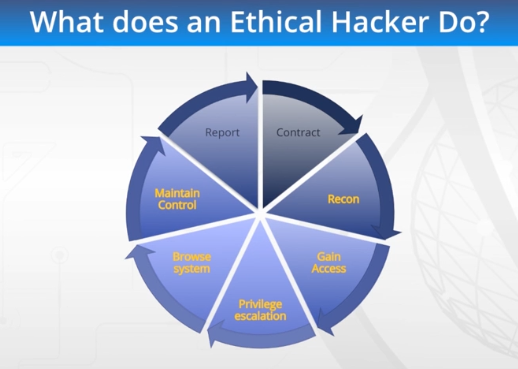 What does an Ethical Hacker Do?
Report
Contract
Maintain
Control
Recon
Browse
system
Gain
Access
Privilege
escalation